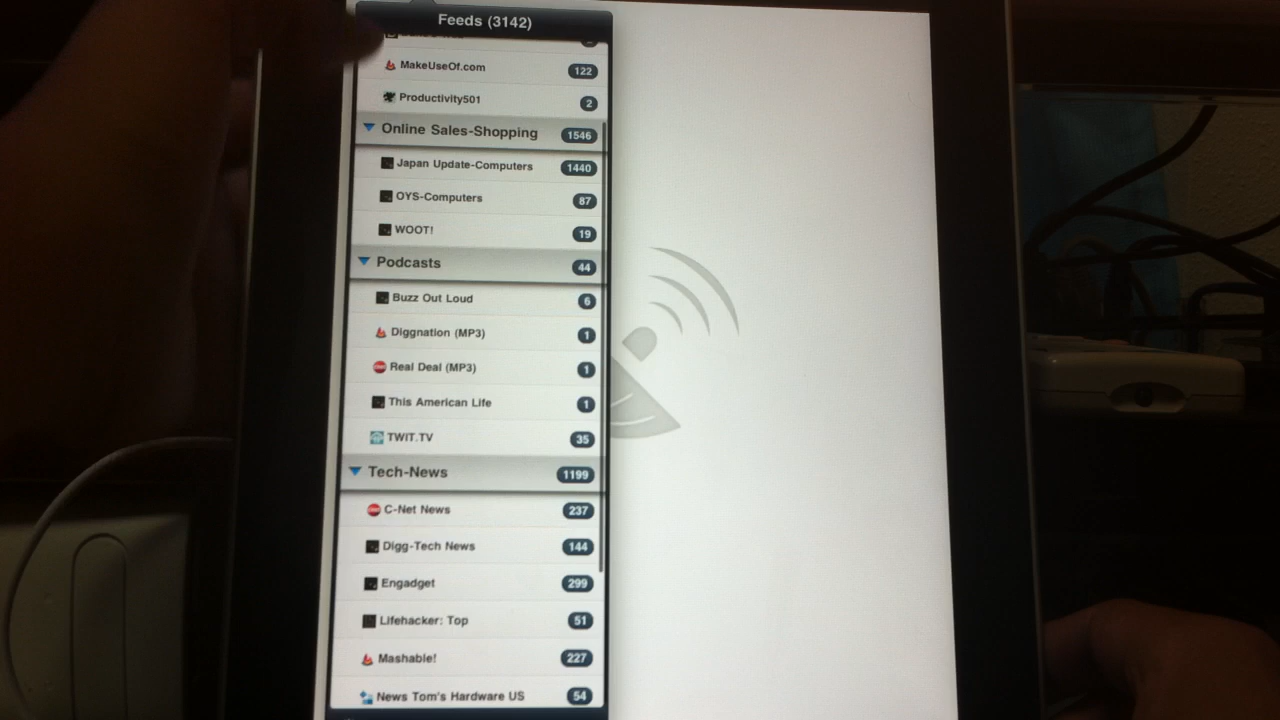 Feeds (3142)
MakeUseOf.com 122
Productivity501 2
Online Sales-Shopping 1546
Japan Update-Computers 1440
OYS-Computers 87
WOOT! 19
Podcasts 44
Buzz Out Loud 6
Diggnation (MP3) 1
Real Deal (MP3) 1
This American Life 1
TWIT.TV 35
Tech-News 1199
C-Net News 237
Digg-Tech News 144
Engadget 299
Lifehacker: Top 51
Mashable! 227
News Tom's Hardware US 54